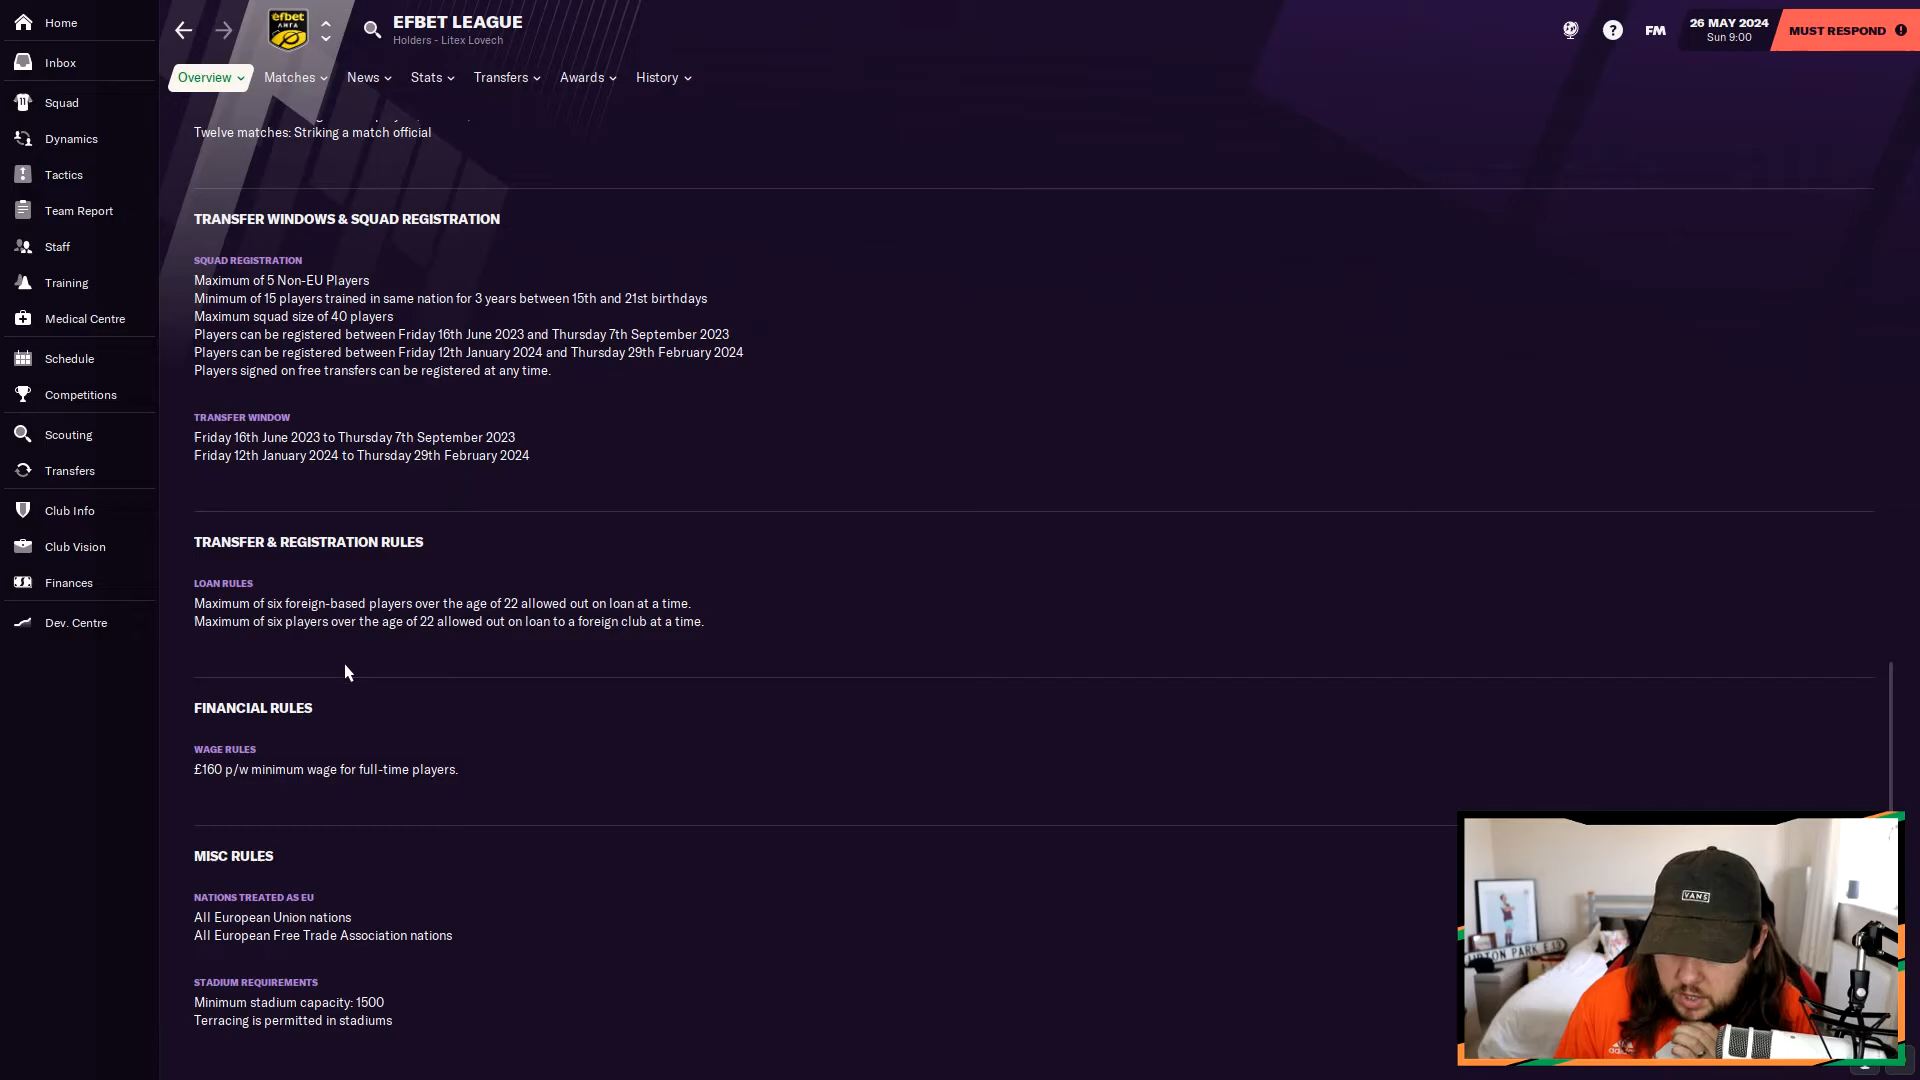 Home
Inbox
Squad
Dynamics
Tactics
Team Report
Staff
Training
Medical Centre
Schedule
Competitions
Scouting
Transfers
Club Info
Club Vision
Finances
Dev. Centre
efbet
ЛИГА
EFBET LEAGUE
Holders - Litex Lovech
?
FM
26 MAY 2024
Sun 9:00
MUST RESPOND
Overview
Matches
News
Stats
Transfers
Awards
History
Twelve matches: Striking a match official
TRANSFER WINDOWS & SQUAD REGISTRATION
SQUAD REGISTRATION
Maximum of 5 Non-EU Players
Minimum of 15 players trained in same nation for 3 years between 15th and 21st birthdays
Maximum squad size of 40 players
Players can be registered between Friday 16th June 2023 and Thursday 7th September 2023
Players can be registered between Friday 12th January 2024 and Thursday 29th February 2024
Players signed on free transfers can be registered at any time.
TRANSFER WINDOW
Friday 16th June 2023 to Thursday 7th September 2023
Friday 12th January 2024 to Thursday 29th February 2024
TRANSFER & REGISTRATION RULES
LOAN RULES
Maximum of six foreign-based players over the age of 22 allowed out on loan at a time.
Maximum of six players over the age of 22 allowed out on loan to a foreign club at a time.
FINANCIAL RULES
WAGE RULES
£160 p/w minimum wage for full-time players.
MISC RULES
NATIONS TREATED AS EU
All European Union nations
All European Free Trade Association nations
STADIUM REQUIREMENTS
Minimum stadium capacity: 1500
Terracing is permitted in stadiums
VANS
PARK E.13